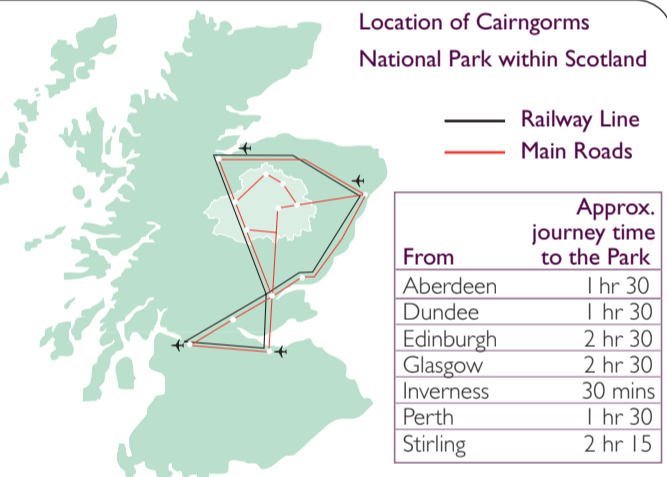 Location of Cairngorms
National Park within Scotland
Railway Line
Main Roads
Approx.
journey time
From to the Park
Aberdeen 1 hr 30
Dundee 1 hr 30
Edinburgh 2 hr 30
Glasgow 2 hr 30
Inverness 30 mins
Perth 1 hr 30
Stirling 2 hr 15